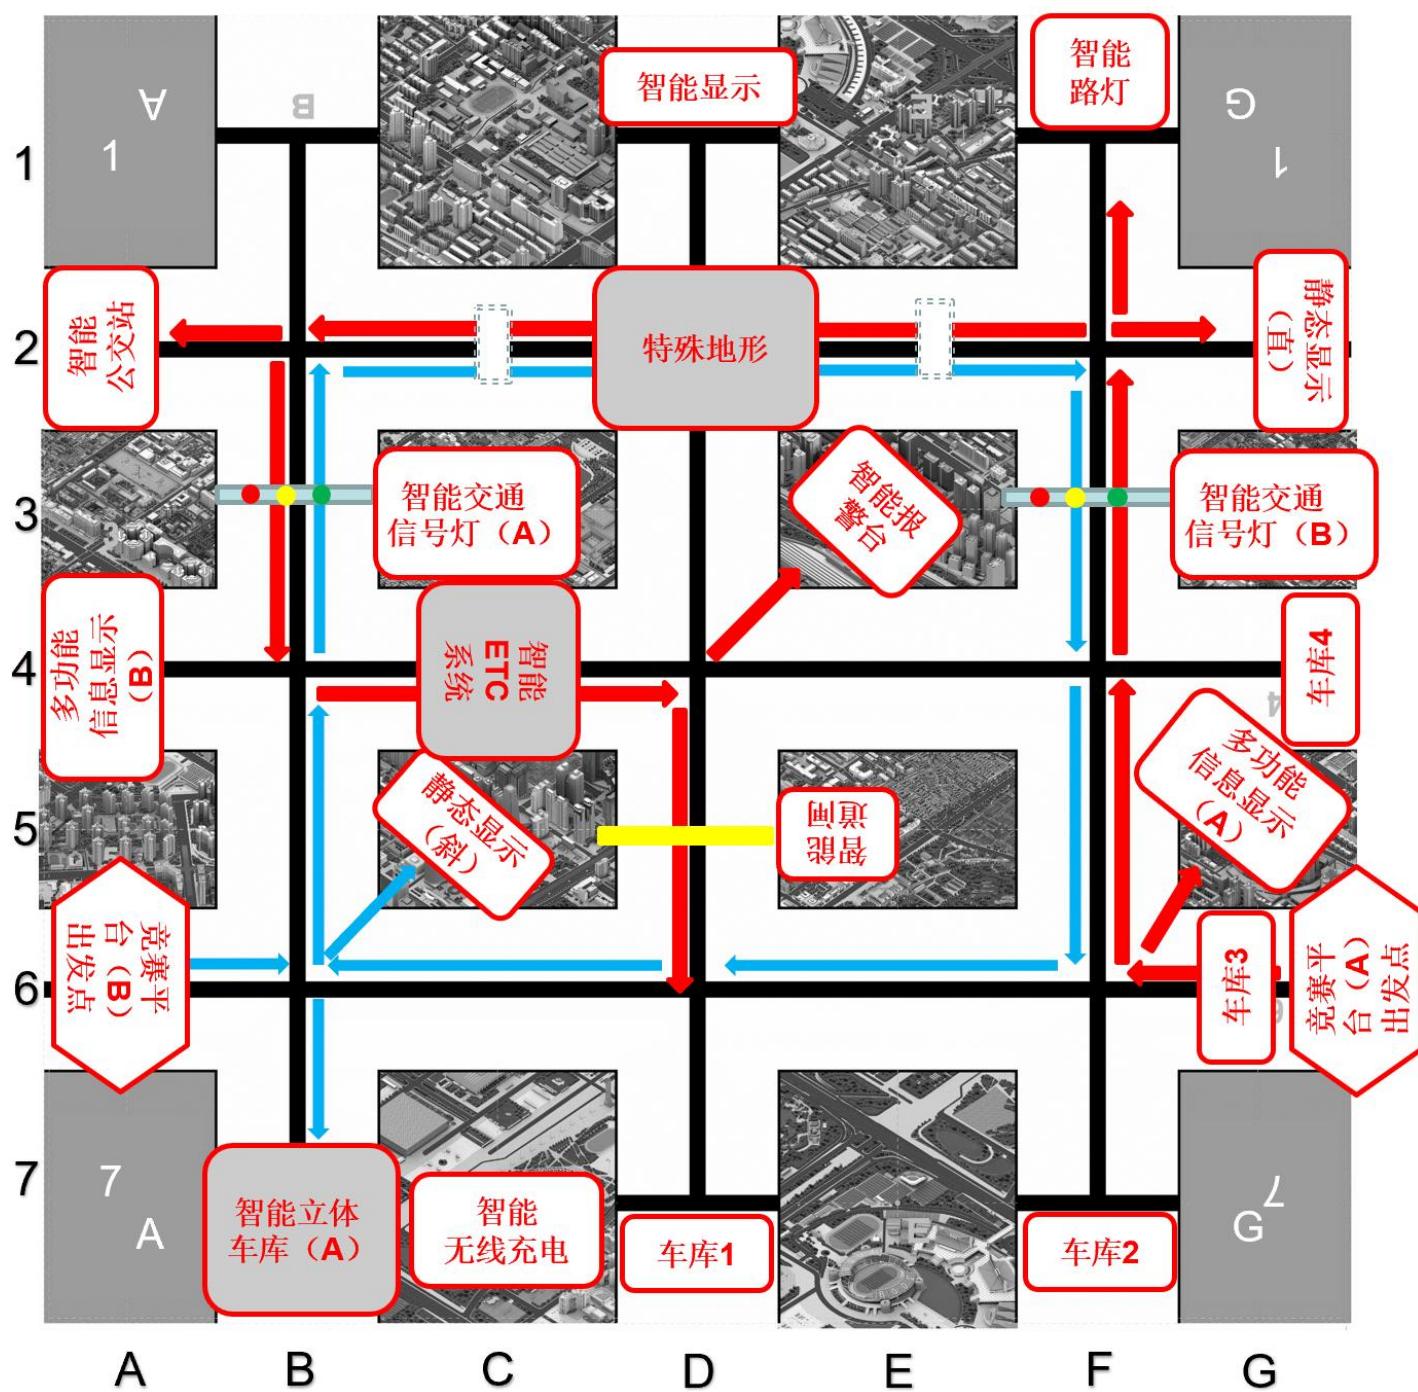 A
1
B
智能显示
E
智能
路灯
G
1
1
智能
公交站
2
特殊地形
静态显示
（直）
3
智能交通
信号灯（A）
智能报
警台
智能交通
信号灯（B）
多功能
信息显示
（B）
4
智能
ETC
系统
车库4
4
多功能
信息显示
（A）
静态显示
（斜）
5
智能
道闸
竞赛平
台（B）
出发点
6
车库3
竞赛平
台（A）
出发点
6
7
A
7
智能立体
车库（A）
智能
无线充电
车库1
E
车库2
7
G
A
B
C
D
E
F
G